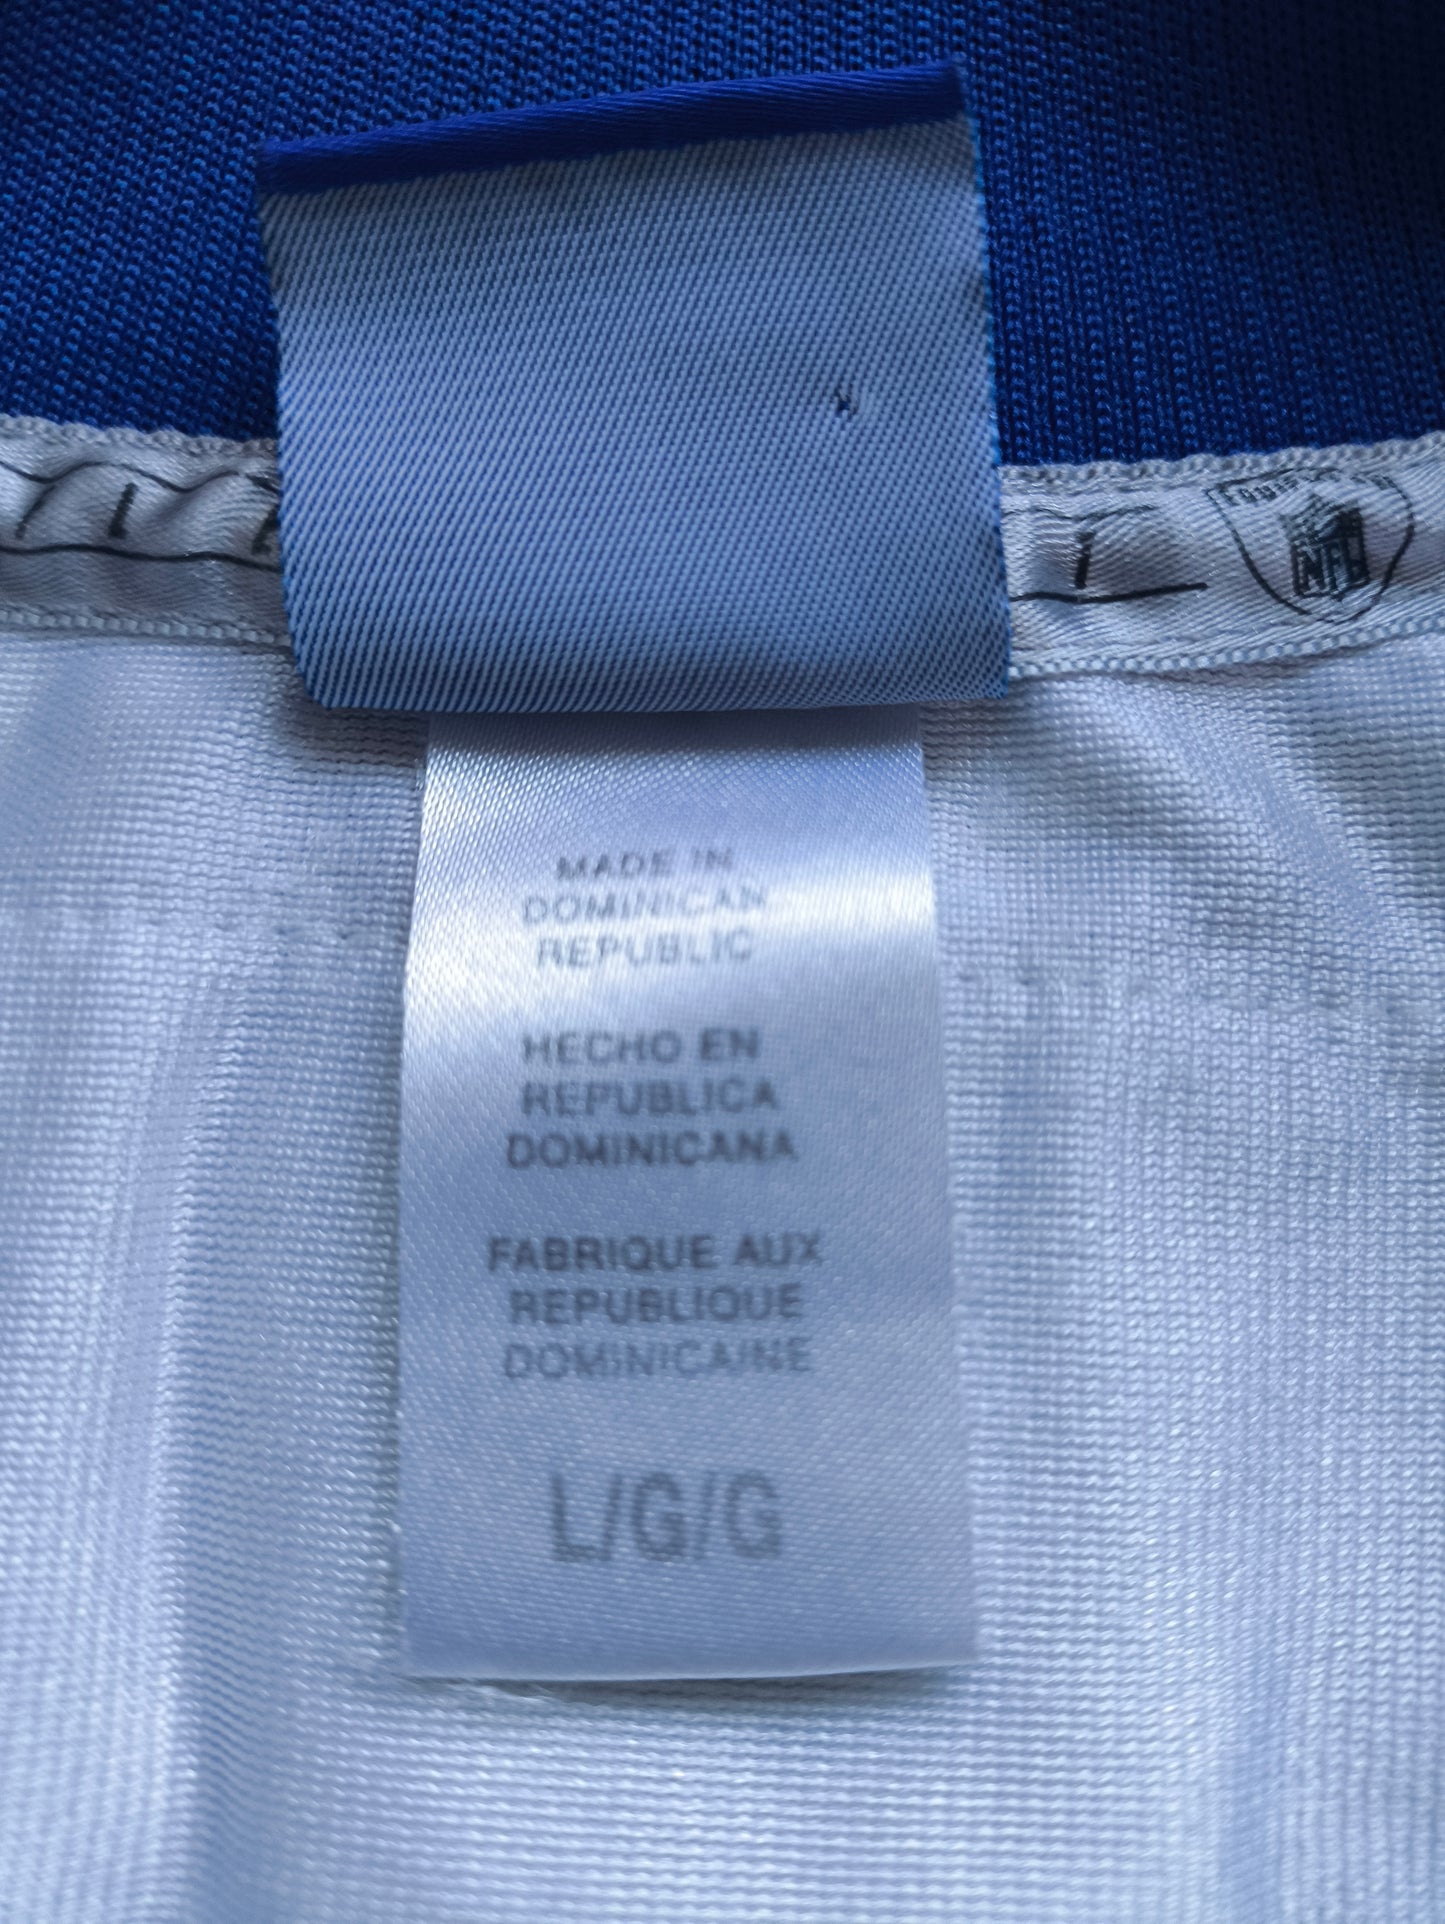 NFL
MADE IN
DOMINICAN
REPUBLIC
HECHO EN
REPUBLICA
DOMINICANA
FABRIQUE AUX
REPUBLIQUE
DOMINICAINE
L/G/G